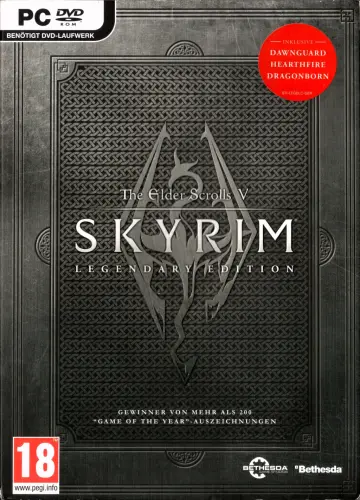 PC DVD
ROM
BENÖTIGT DVD-LAUFWERK
INKLUSIVE
DAWNGUARD
HEARTHFIRE
DRAGONBORN
The Elder Scrolls V
SKYRIM
LEGENDARY EDITION
GEWINNER VON MEHR ALS 200
"GAME OF THE YEAR"-AUSZEICHNUNGEN
18
www.pegi.info
BETHESDA
Bethesda